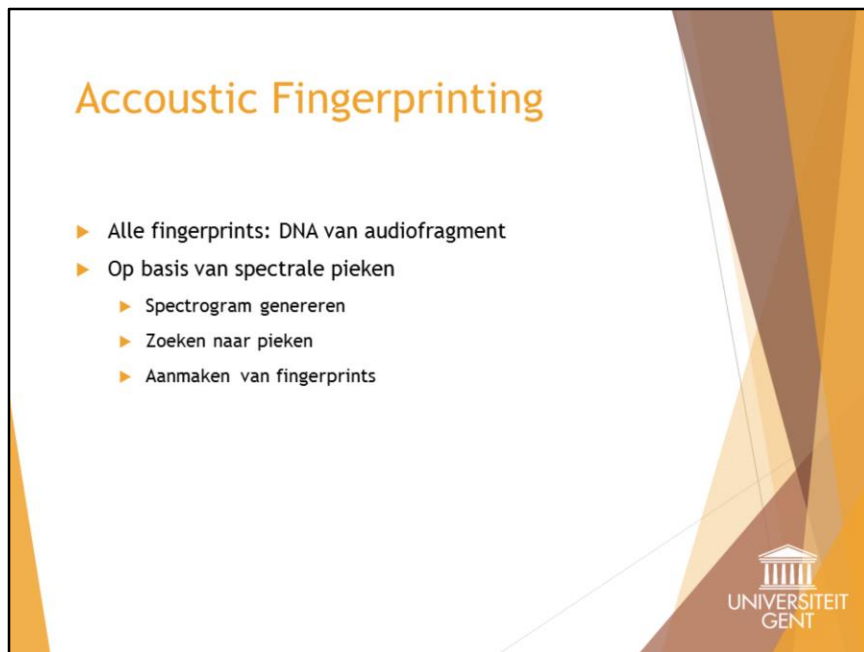 Accoustic Fingerprinting
Alle fingerprints: DNA van audiofragment
Op basis van spectrale pieken
Spectrogram genereren
Zoeken naar pieken
Aanmaken van fingerprints
UNIVERSITEIT
GENT